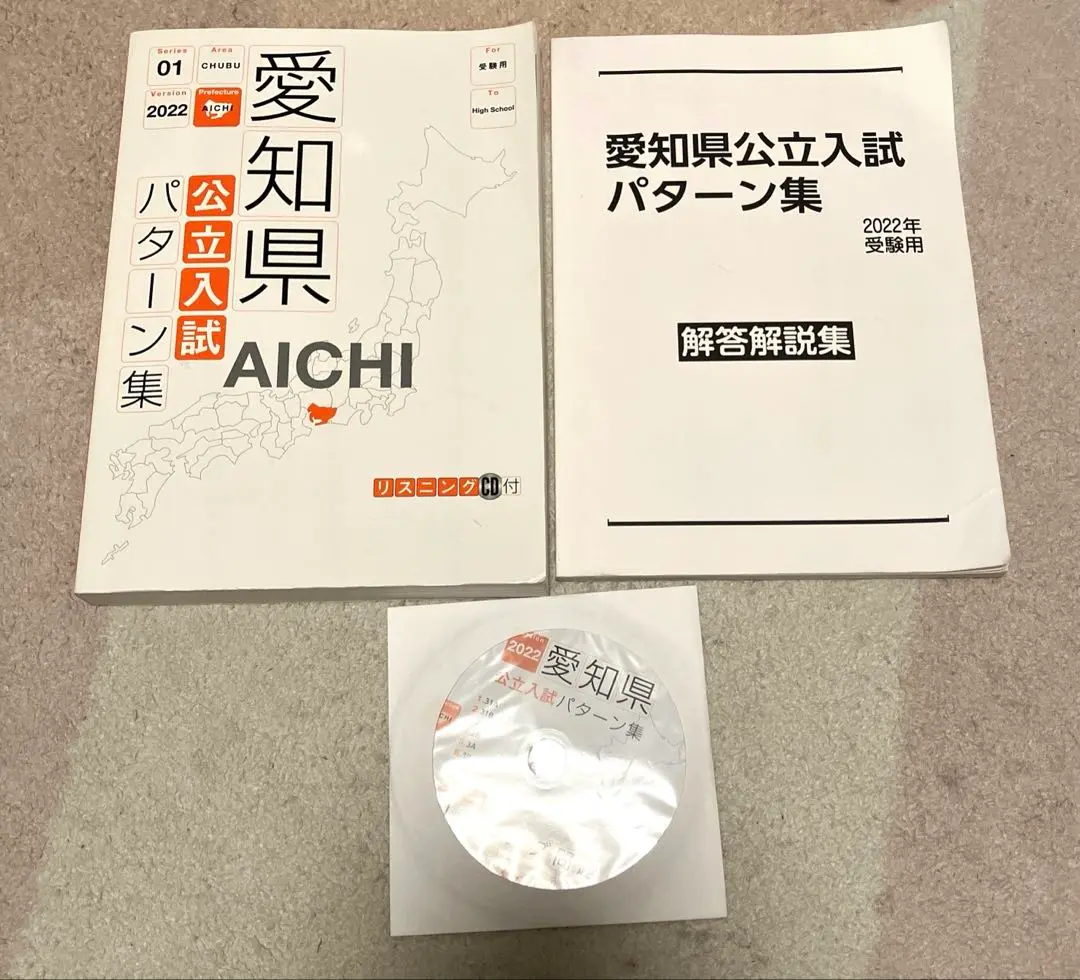 Series
01
Area
CHUBU
Version
2022
Prefecture
AICHI
For
受験用
To
High School
愛知県
公立入試
パターン集
AICHI
リスニングCD付
愛知県公立入試
パターン集
2022年
受験用
解答解説集
2022
愛知県
公立入試パターン集